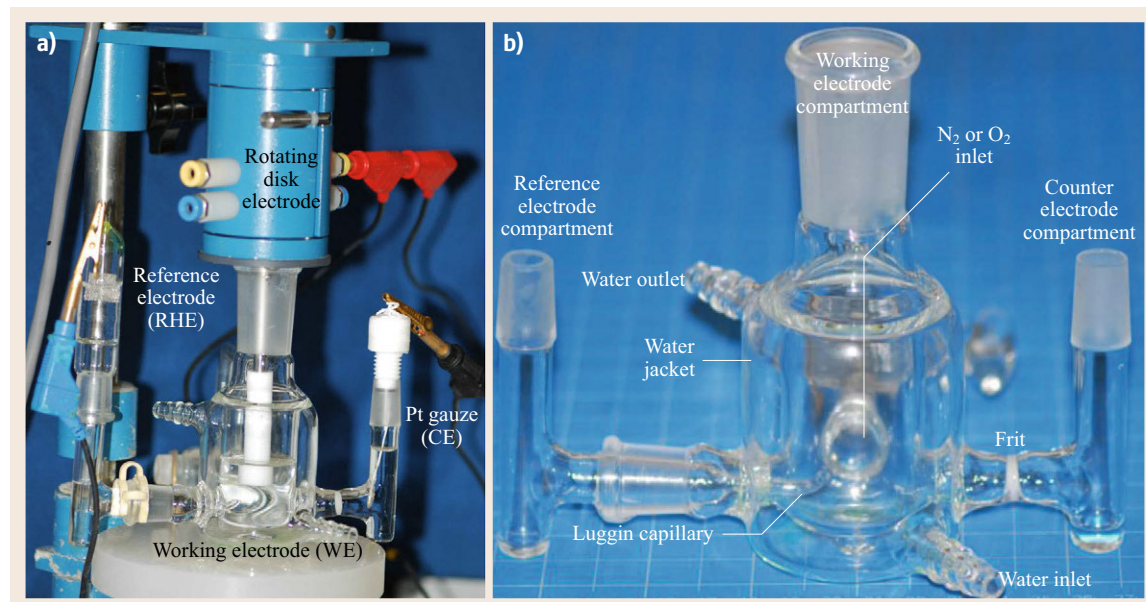 a)
Rotating
disk
electrode
Reference
electrode
(RHE)
Pt gauze
(CE)
Working electrode (WE)
b)
Working
electrode
compartment
N₂ or O₂
inlet
Reference
electrode
compartment
Counter
electrode
compartment
Water outlet
Water
jacket
Frit
Luggin capillary
Water inlet